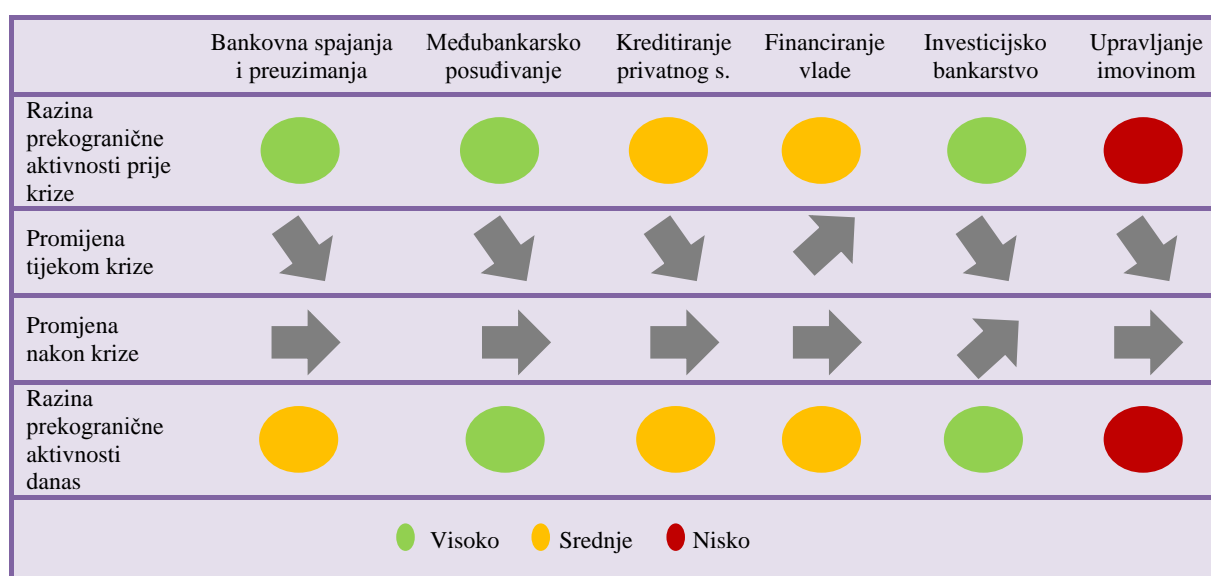 Bankovna spajanja
i preuzimanja
Međubankarsko
posuđivanje
Kreditiranje
privatnog s.
Financiranje
vlade
Investicijsko
bankarstvo
Upravljanje
imovinom
Razina
prekogranične
aktivnosti prije
krize
Promijena
tijekom krize
Promjena
nakon krize
Razina
prekogranične
aktivnosti
danas
Visoko
Srednje
Nisko